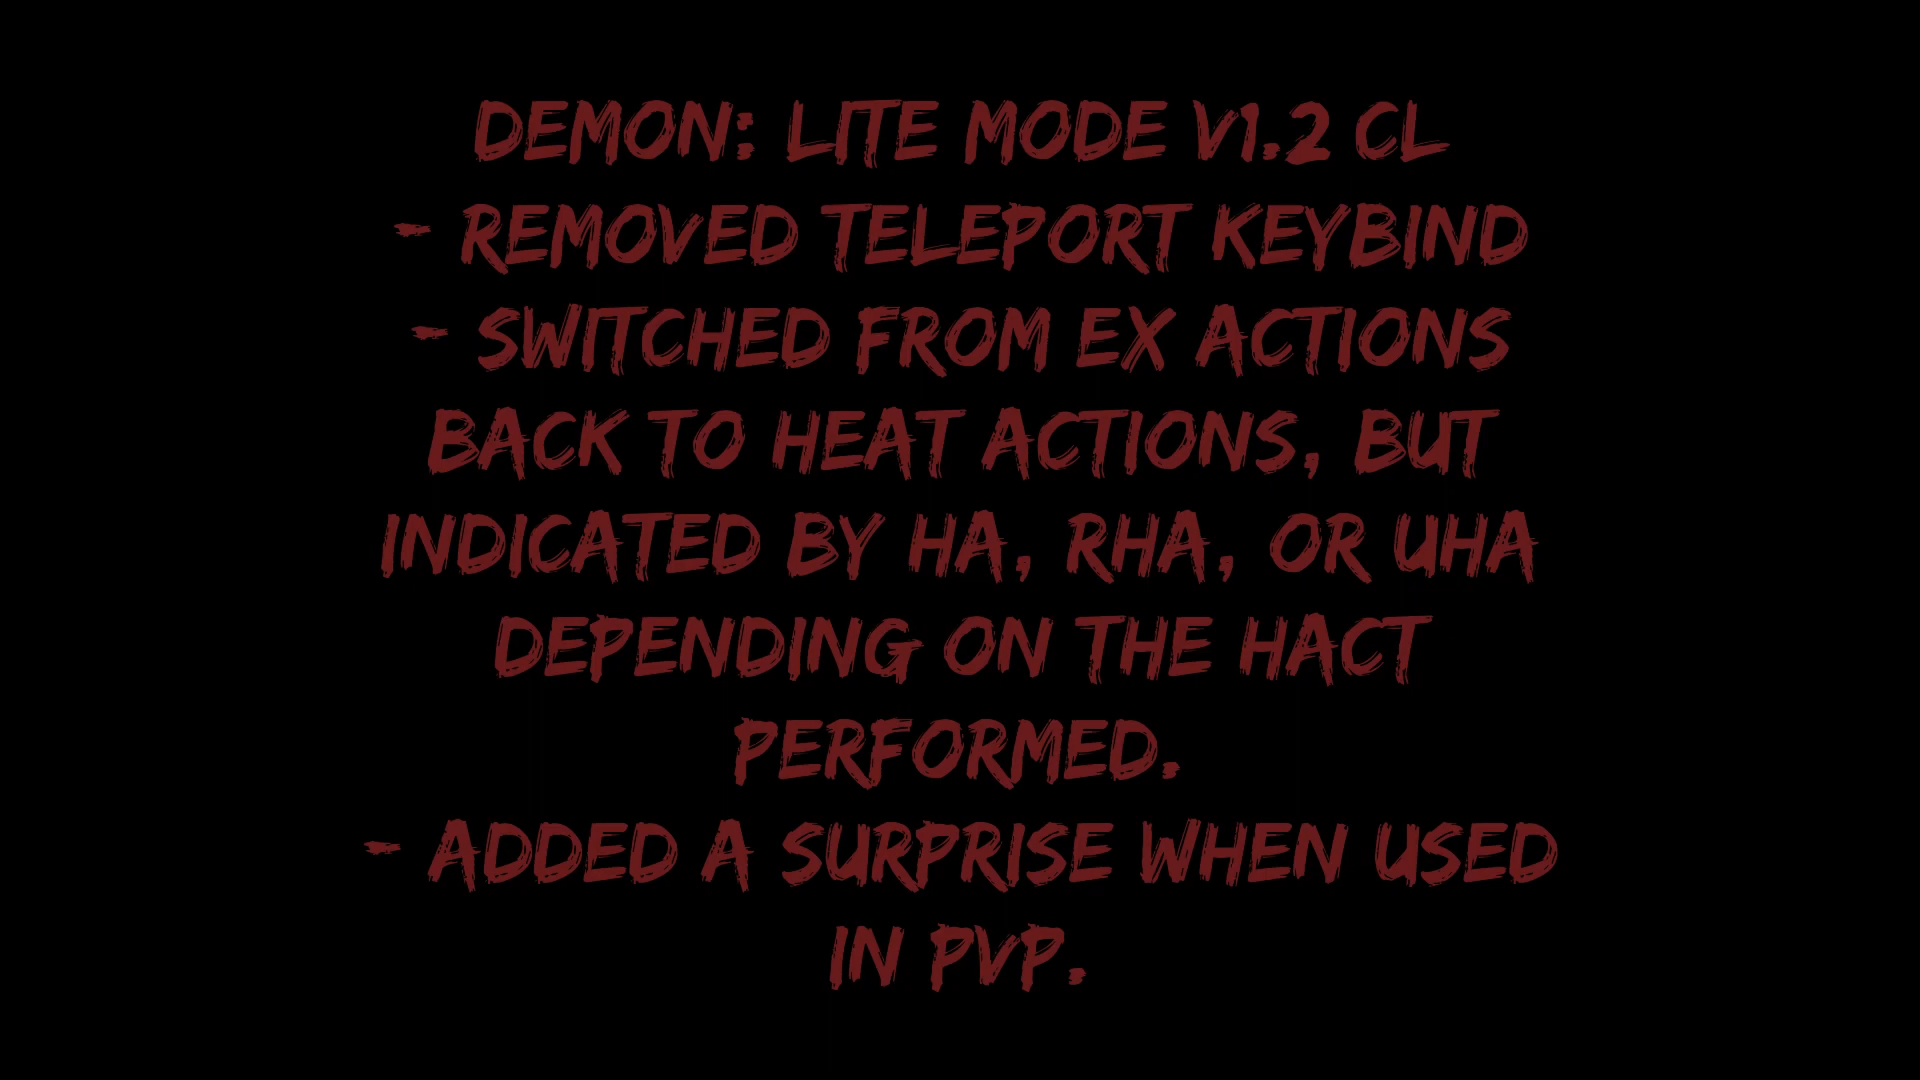 DEMON: LITE MODE V1.2 CL
- REMOVED TELEPORT KEYBIND
- SWITCHED FROM EX ACTIONS
BACK TO HEAT ACTIONS, BUT
INDICATED BY HA, RHA, OR UHA
DEPENDING ON THE HACT
PERFORMED.
- ADDED A SURPRISE WHEN USED
IN PVP.